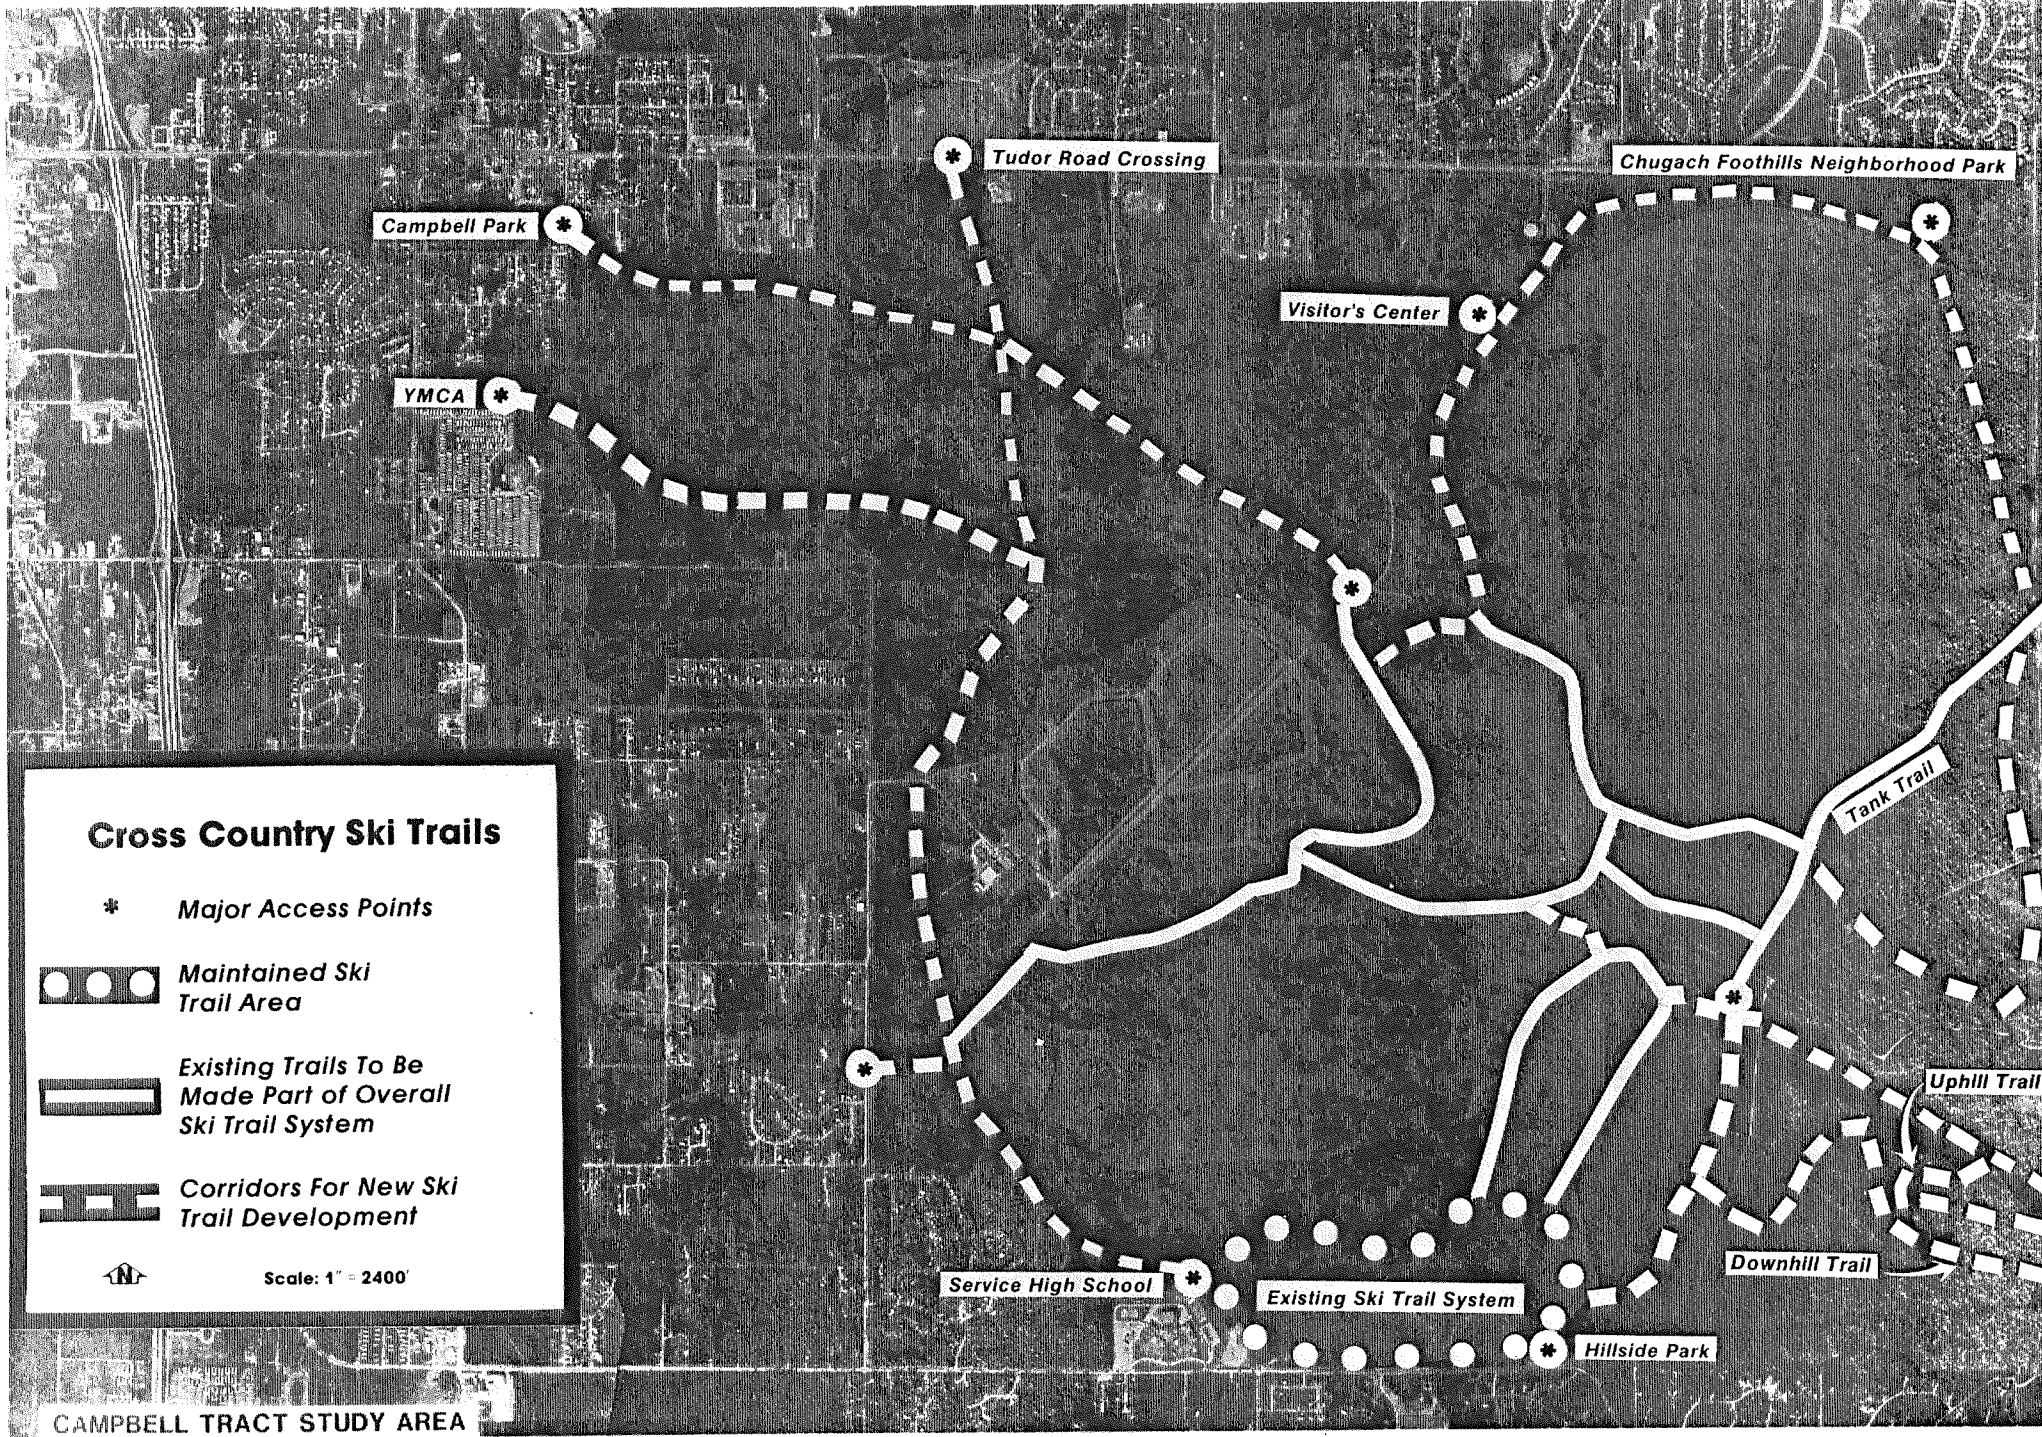 Tudor Road Crossing
Chugach Foothills Neighborhood Park
Campbell Park
Visitor's Center
YMCA
Tank Trail
Cross Country Ski Trails
* Major Access Points
Maintained Ski
Trail Area
Existing Trails To Be
Made Part of Overall
Ski Trail System
Corridors For New Ski
Trail Development
N
Scale: 1" = 2400'
Uphill Trail
Downhill Trail
Service High School
Existing Ski Trail System
Hillside Park
CAMPBELL TRACT STUDY AREA